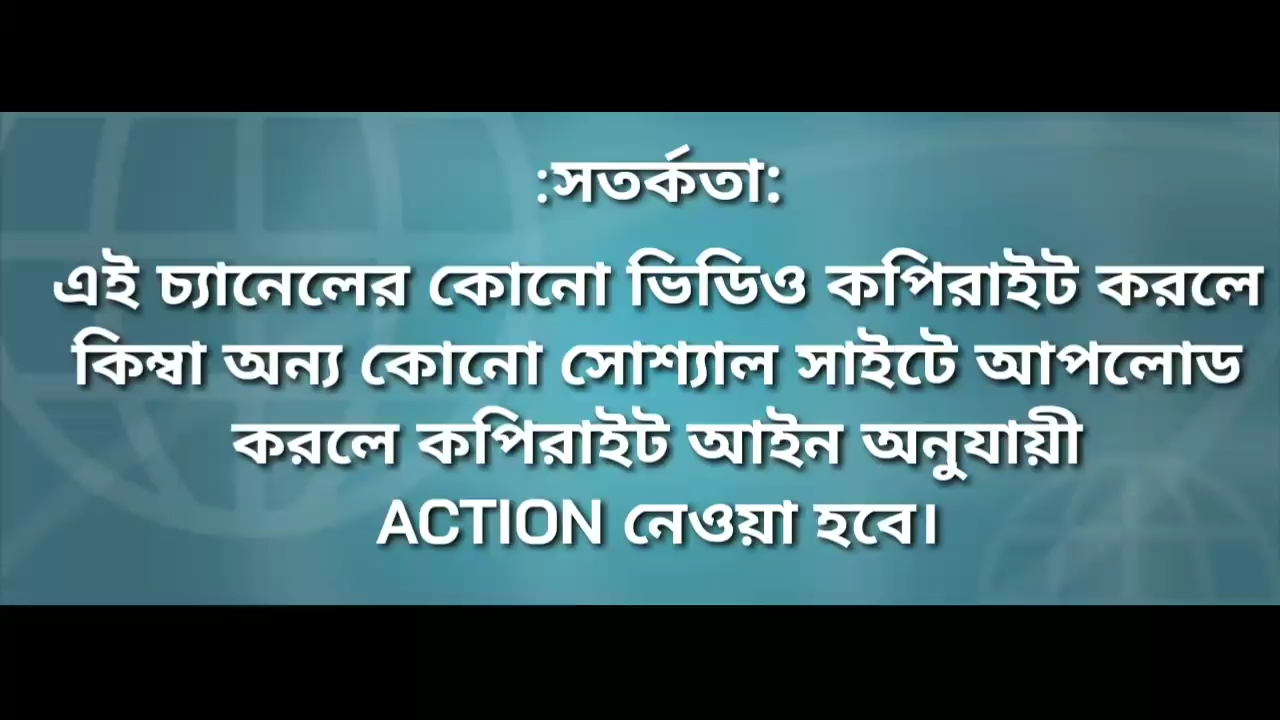 :সতর্কতা:
এই চ্যানেলের কোনো ভিডিও কপিরাইট করলে
কিম্বা অন্য কোনো সোশ্যাল সাইটে আপলোড
করলে কপিরাইট আইন অনুযায়ী
ACTION নেওয়া হবে।